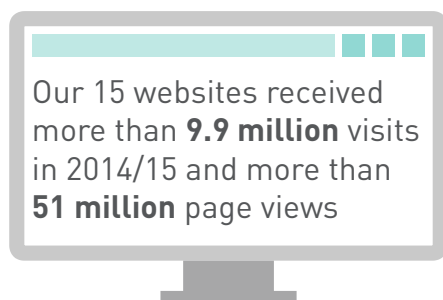 Our 15 websites received
more than 9.9 million visits
in 2014/15 and more than
51 million page views